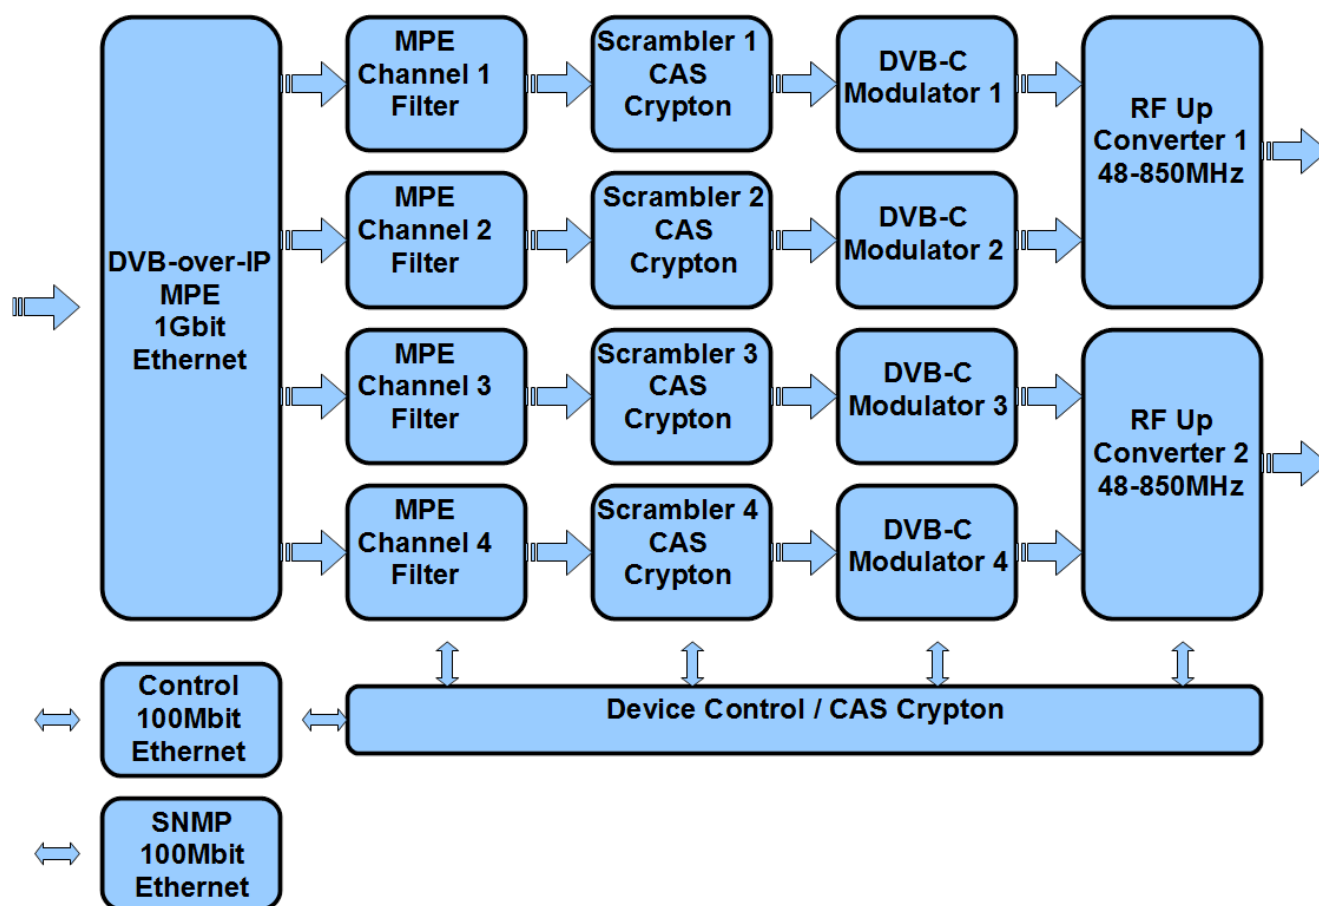 DVB-over-IP
MPE
1Gbit
Ethernet
MPE
Channel 1
Filter
Scrambler 1
CAS
Crypton
DVB-C
Modulator 1
RF Up
Converter 1
48-850MHz
MPE
Channel 2
Filter
Scrambler 2
CAS
Crypton
DVB-C
Modulator 2
MPE
Channel 3
Filter
Scrambler 3
CAS
Crypton
DVB-C
Modulator 3
RF Up
Converter 2
48-850MHz
MPE
Channel 4
Filter
Scrambler 4
CAS
Crypton
DVB-C
Modulator 4
Control
100Mbit
Ethernet
Device Control / CAS Crypton
SNMP
100Mbit
Ethernet